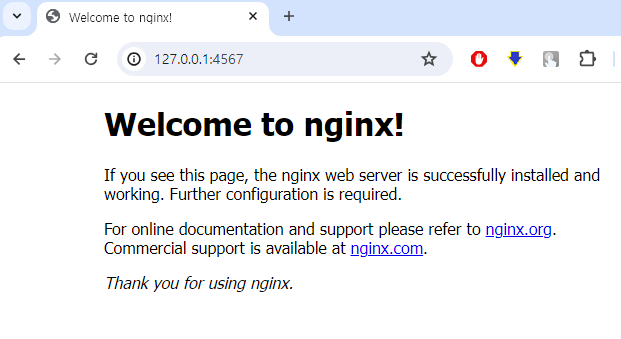 Welcome to nginx!
127.0.0.1:4567
Welcome to nginx!
If you see this page, the nginx web server is successfully installed and
working. Further configuration is required.
For online documentation and support please refer to nginx.org.
Commercial support is available at nginx.com.
Thank you for using nginx.